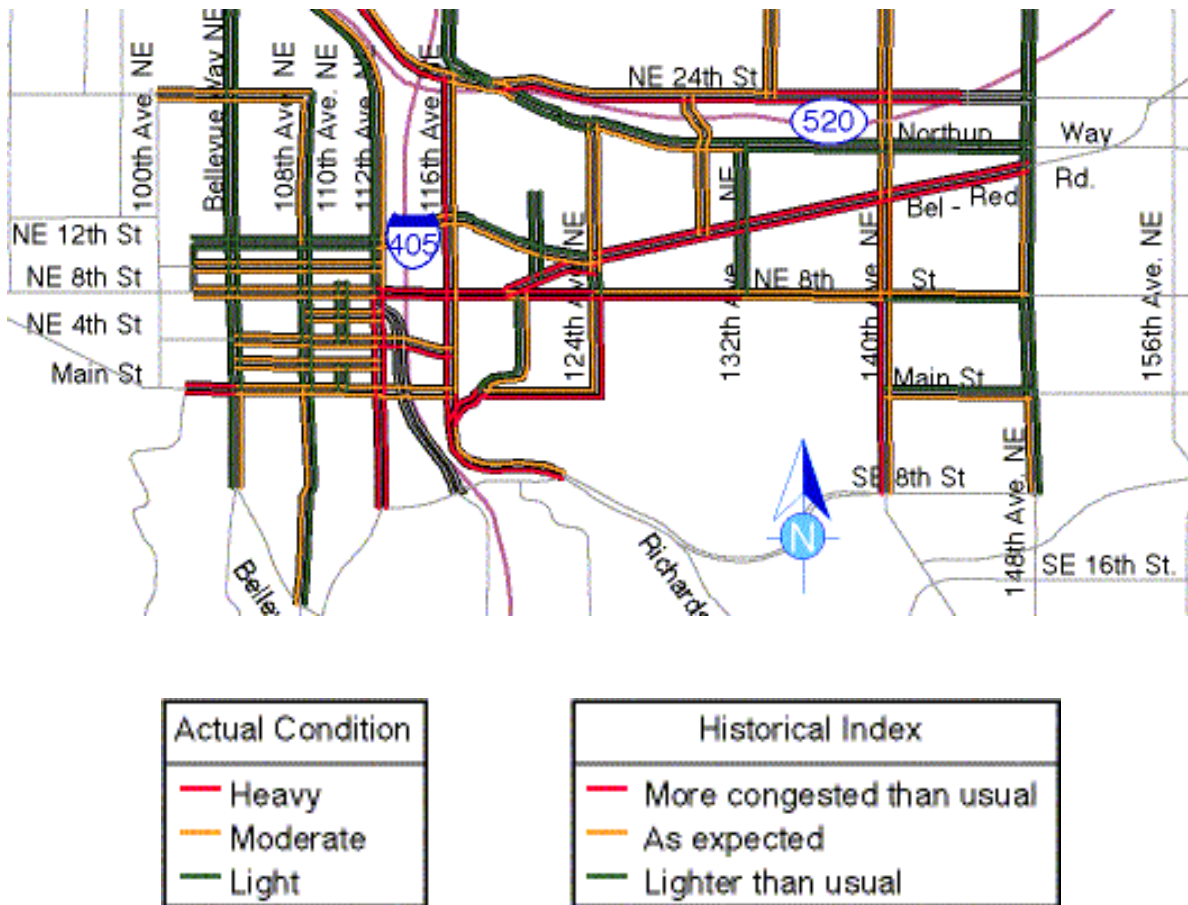 100th Ave. NE
Bellevue Way NE
108th Ave. NE
110th Ave. NE
112th Ave. NE
116th Ave. NE
NE 24th St
520
Northup Way
Bel - Red Rd.
NE 12th St
405
NE 8th St
NE 8th St
NE 4th St
Main St
124th Ave. NE
132th Ave. NE
140th Ave. NE
148th Ave. NE
156th Ave. NE
Main St
SE 8th St
N
SE 16th St.
Belle
Richards
Actual Condition
Heavy
Moderate
Light
Historical Index
More congested than usual
As expected
Lighter than usual